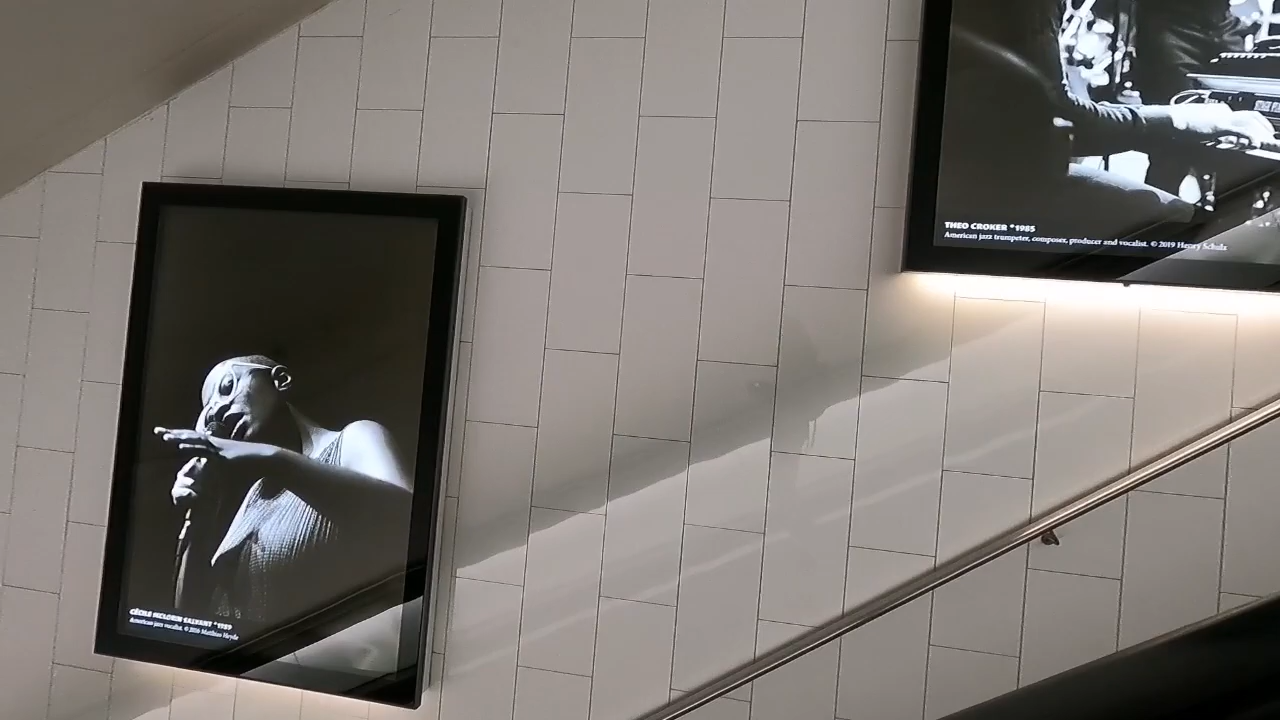 CÉCILE MCLORIN SALVANT *1989
American jazz vocalist. © 2016 Matthias Heyde
THEO CROKER *1985
American jazz trumpeter, composer, producer and vocalist. © 2019 Henry Schulz